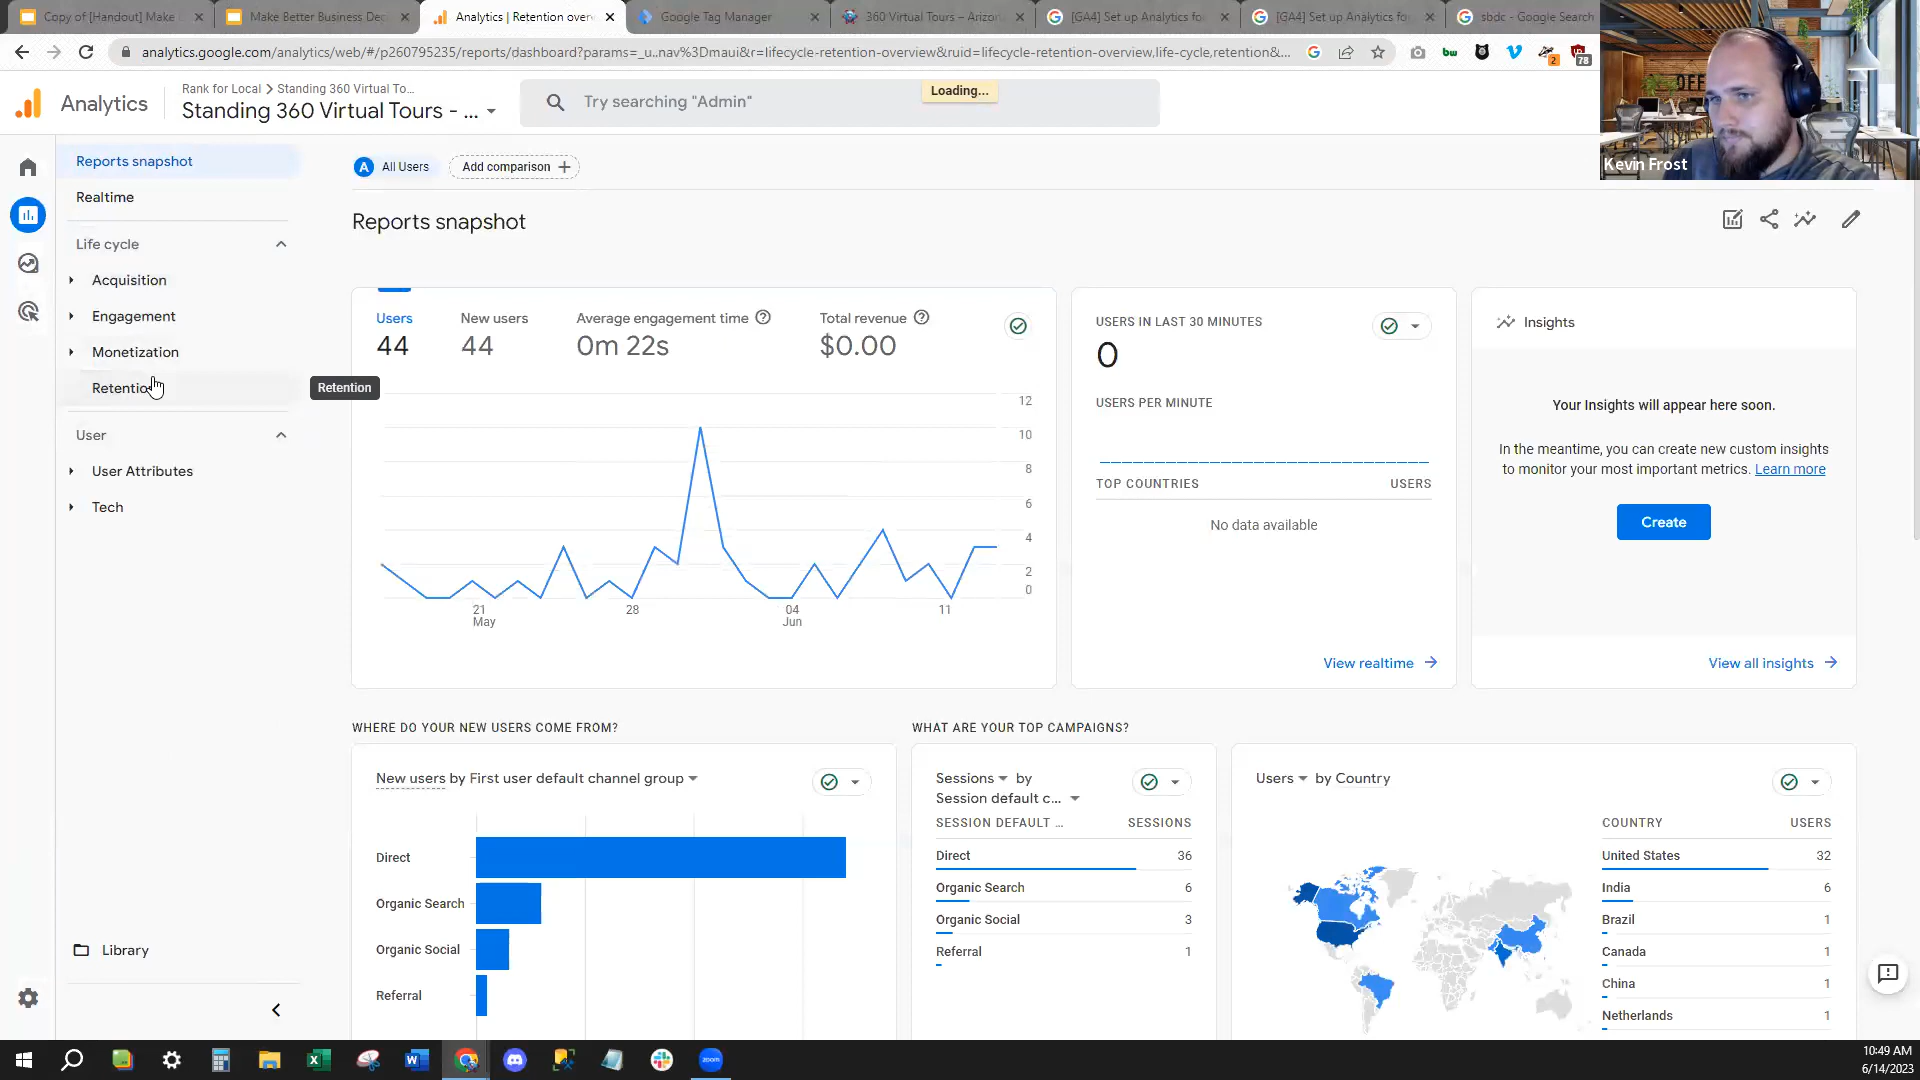 Copy of [Handout] Make
Make Better Business Dec
Analytics | Retention over
Google Tag Manager
360 Virtual Tours – Arizon
[GA4] Set up Analytics fo
[GA4] Set up Analytics fo
sbdc - Google Search
analytics.google.com/analytics/web/#/p260795235/reports/dashboard?params=_u..nav%3Dmaui&r=lifecycle-retention-overview&ruid=lifecycle-retention-overview,life-cycle,retention&...
bw
2
78
Analytics
Rank for Local > Standing 360 Virtual To...
Standing 360 Virtual Tours - ...
Try searching "Admin"
Loading...
OFF
Kevin Frost
Reports snapshot
Realtime
Life cycle
Acquisition
Engagement
Monetization
Retention
Retention
User
User Attributes
Tech
Library
A All Users
Add comparison +
Reports snapshot
Users
44
New users
44
Average engagement time
0m 22s
Total revenue
$0.00
12
10
8
6
4
2
0
21
May
28
04
Jun
11
USERS IN LAST 30 MINUTES
0
USERS PER MINUTE
TOP COUNTRIES USERS
No data available
View realtime
Insights
Your Insights will appear here soon.
In the meantime, you can create new custom insights
to monitor your most important metrics. Learn more
Create
View all insights
WHERE DO YOUR NEW USERS COME FROM?
New users by First user default channel group
Direct
Organic Search
Organic Social
Referral
WHAT ARE YOUR TOP CAMPAIGNS?
Sessions by
Session default c...
SESSION DEFAULT ... SESSIONS
Direct 36
Organic Search 6
Organic Social 3
Referral 1
Users by Country
COUNTRY USERS
United States 32
India 6
Brazil 1
Canada 1
China 1
Netherlands 1
zoom
10:49 AM
6/14/2023